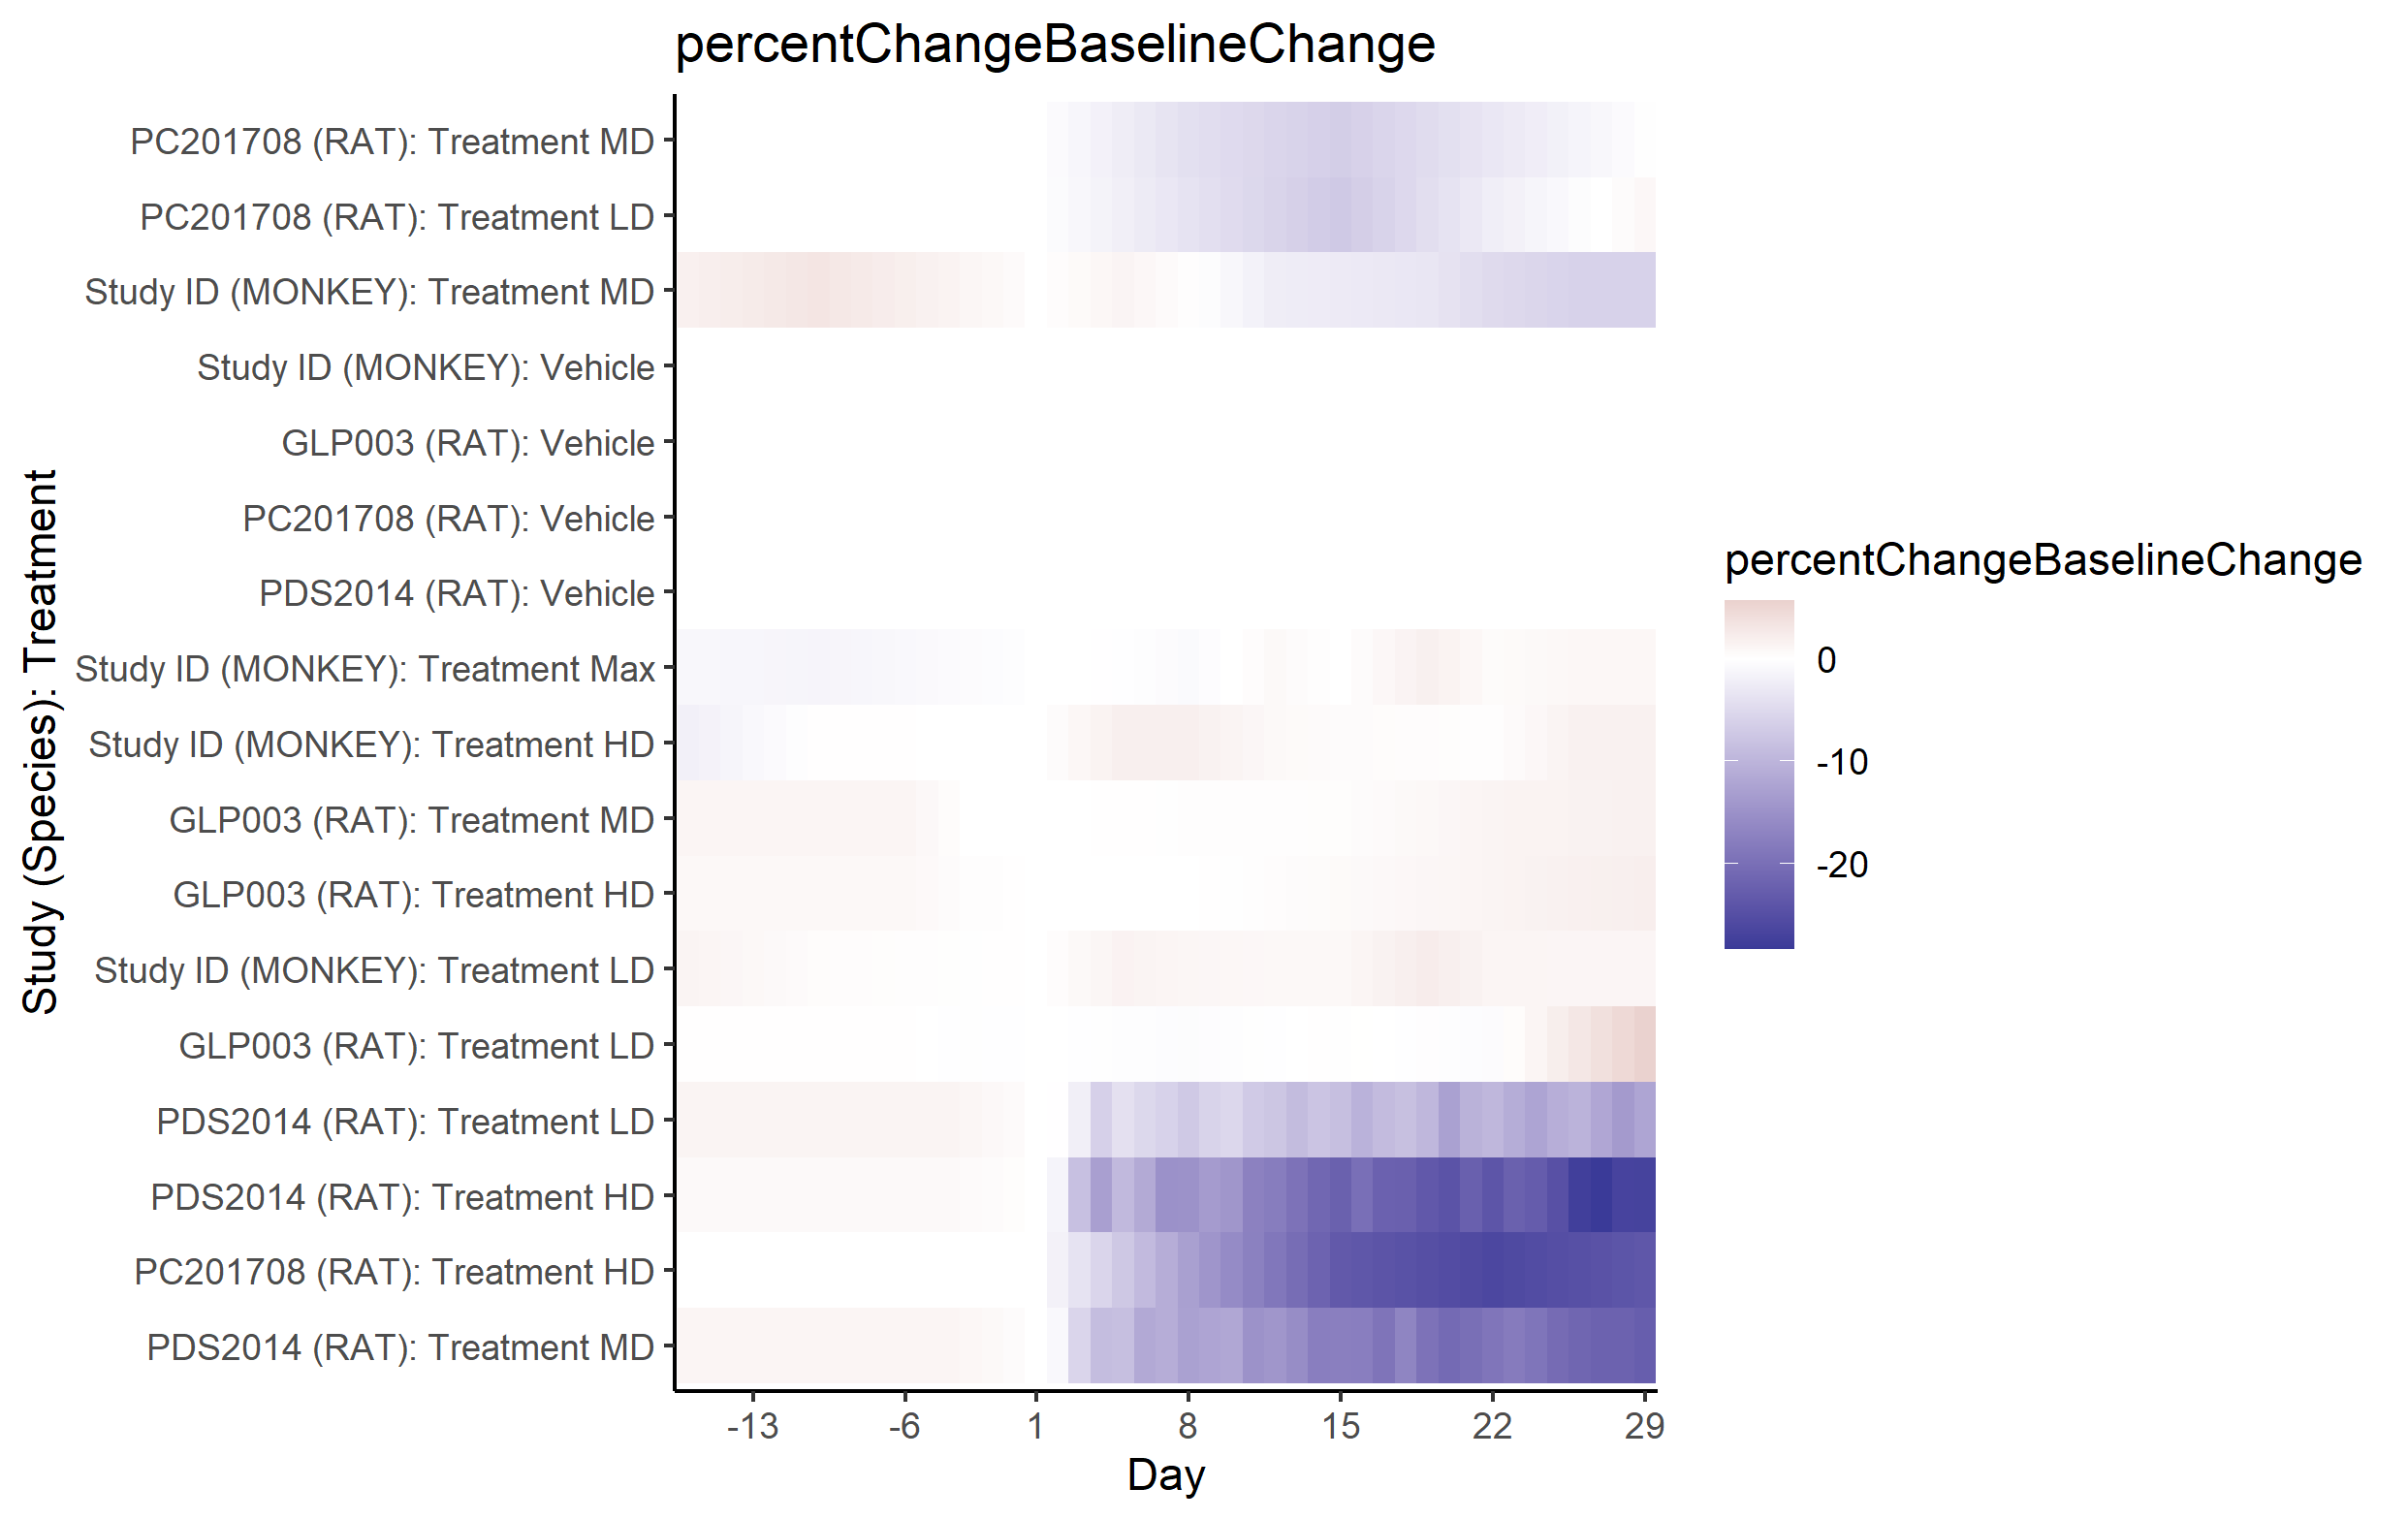 percentChangeBaselineChange
Study (Species): Treatment
PC201708 (RAT): Treatment MD
PC201708 (RAT): Treatment LD
Study ID (MONKEY): Treatment MD
Study ID (MONKEY): Vehicle
GLP003 (RAT): Vehicle
PC201708 (RAT): Vehicle
PDS2014 (RAT): Vehicle
Study ID (MONKEY): Treatment Max
Study ID (MONKEY): Treatment HD
GLP003 (RAT): Treatment MD
GLP003 (RAT): Treatment HD
Study ID (MONKEY): Treatment LD
GLP003 (RAT): Treatment LD
PDS2014 (RAT): Treatment LD
PDS2014 (RAT): Treatment HD
PC201708 (RAT): Treatment HD
PDS2014 (RAT): Treatment MD
-13 -6 1 8 15 22 29
Day
percentChangeBaselineChange
0
-10
-20